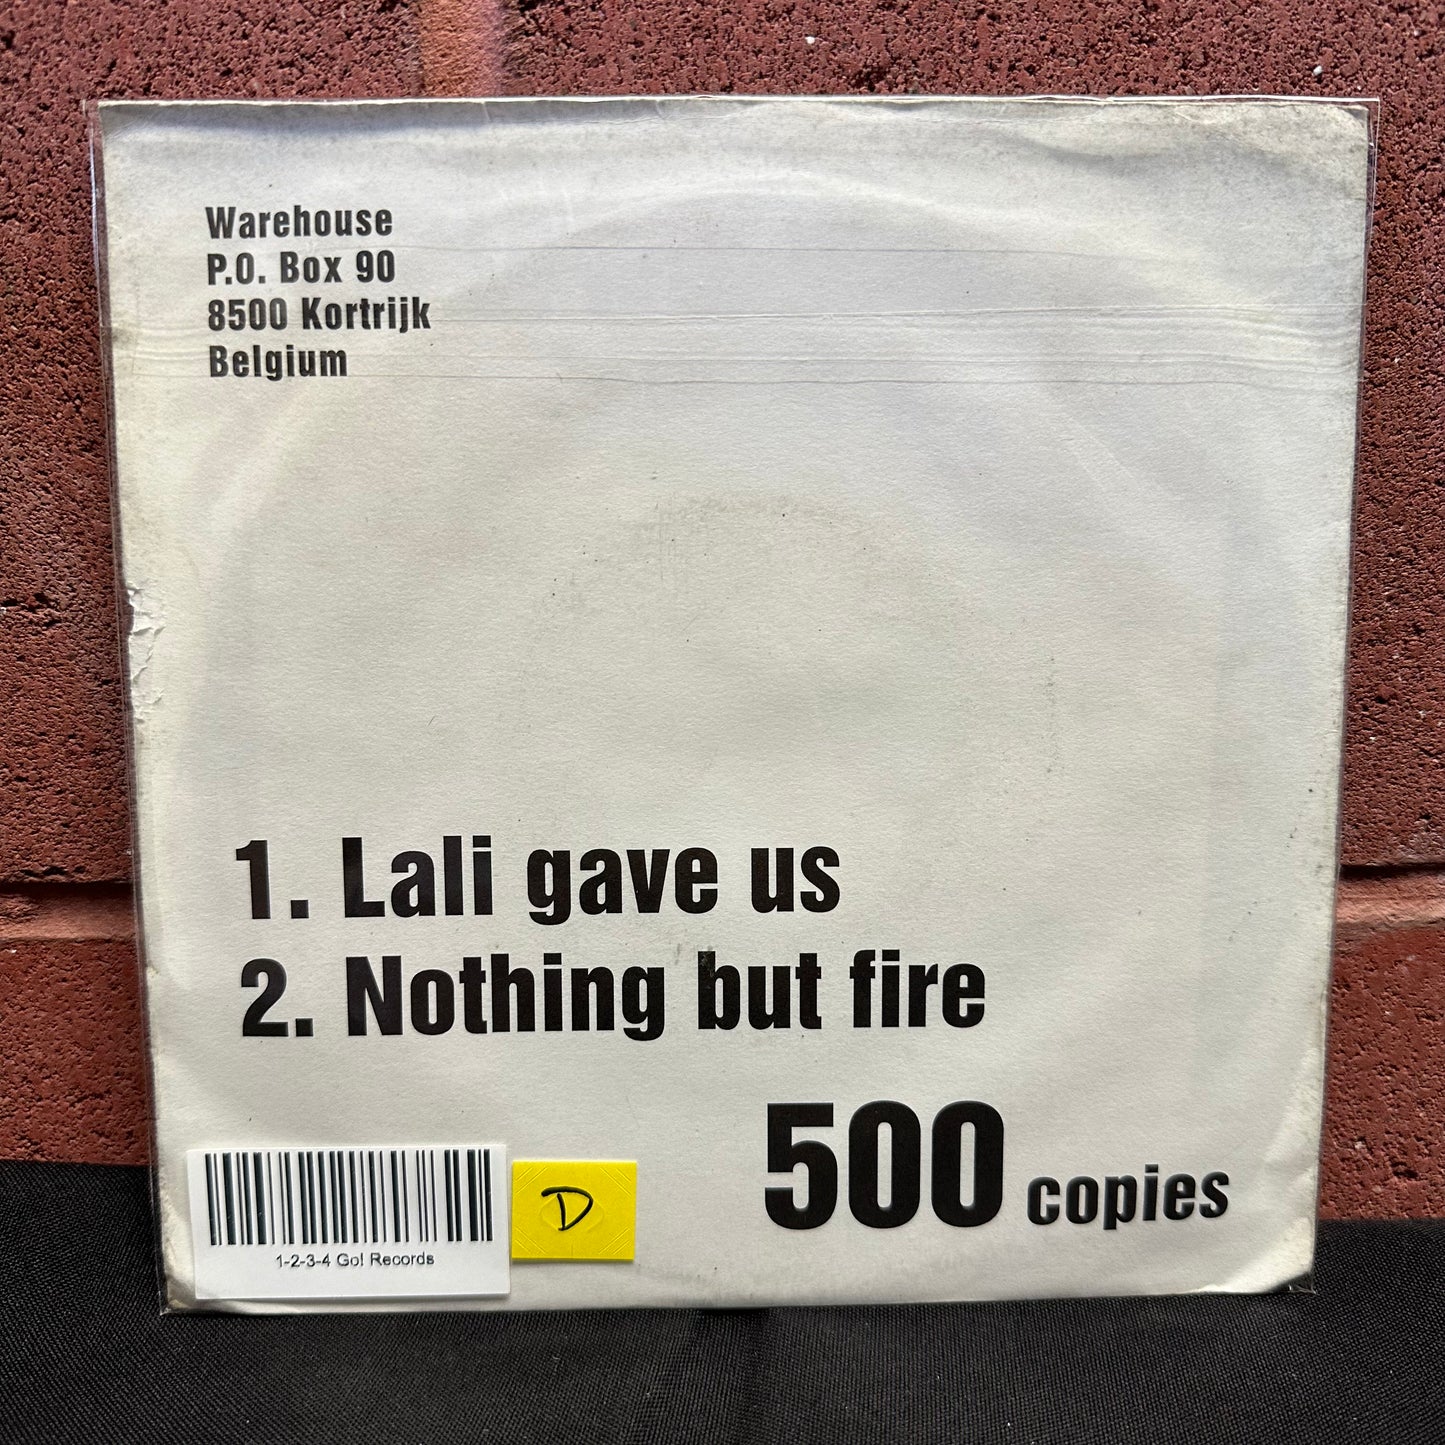 Warehouse
P.O. Box 90
8500 Kortrijk
Belgium
1. Lali gave us
2. Nothing but fire
500 copies
1-2-3-4 Go! Records
D